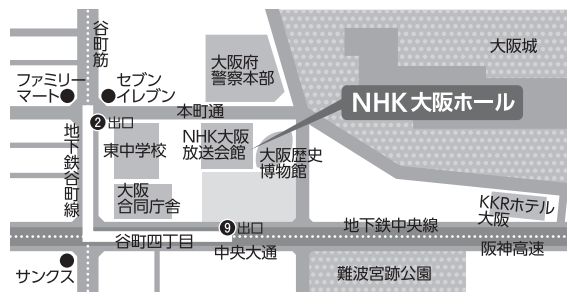 谷町筋
大阪城
大阪府
警察本部
ファミリー
マート
セブン
イレブン
NHK大阪ホール
本町通
2出口
地下鉄谷町線
東中学校
NHK大阪
放送会館
大阪歴史
博物館
大阪
合同庁舎
KKRホテル
大阪
9出口
地下鉄中央線
谷町四丁目
中央大通
阪神高速
サンクス
難波宮跡公園